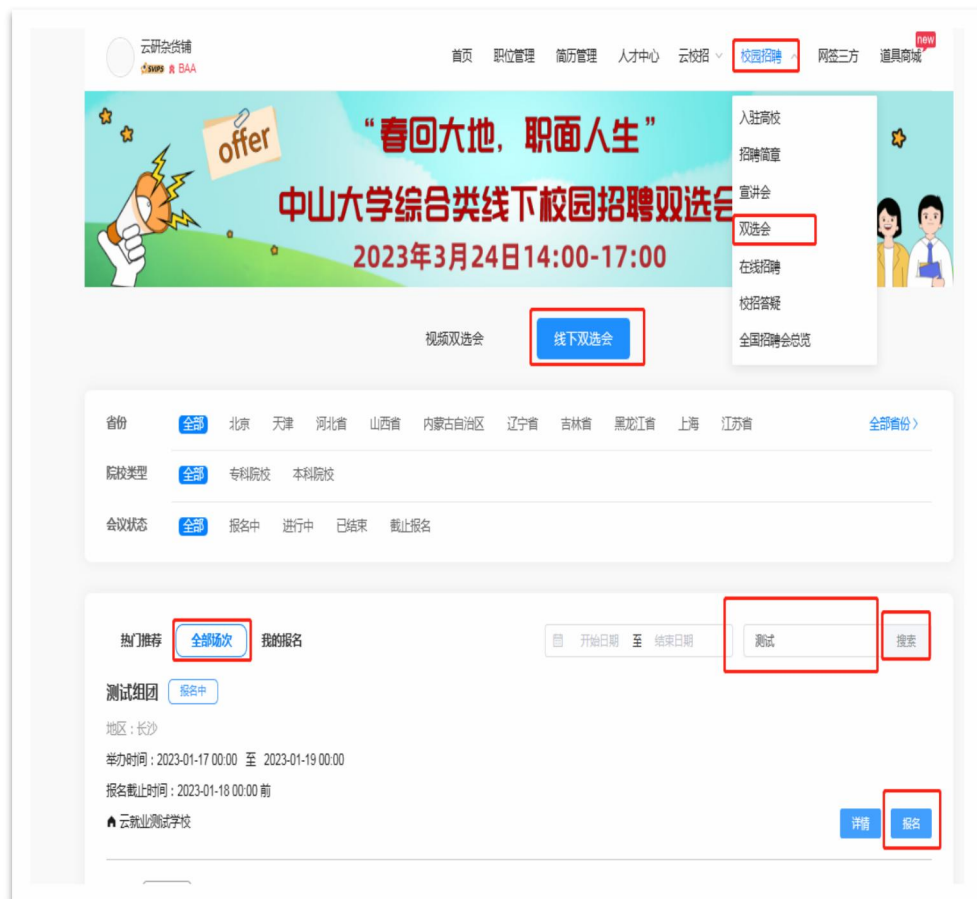 云研杂货铺
SVIP5 BAA
首页 职位管理 简历管理 人才中心 云校招 校园招聘 网签三方 道具商城 new
offer
“春回大地，职面人生”
中山大学综合类线下校园招聘双选会
2023年3月24日14:00-17:00
入驻高校
招聘简章
宣讲会
双选会
在线招聘
校招答疑
全国招聘会总览
视频双选会 线下双选会
省份 全部 北京 天津 河北省 山西省 内蒙古自治区 辽宁省 吉林省 黑龙江省 上海 江苏省 全部省份》
院校类型 全部 专科院校 本科院校
会议状态 全部 报名中 进行中 已结束 截止报名
热门推荐 全部场次 我的报名 开始日期 至 结束日期 测试 搜索
测试组团 报名中
地区：长沙
举办时间：2023-01-17 00:00 至 2023-01-19 00:00
报名截止时间：2023-01-18 00:00 前
云就业测试学校
详情 报名